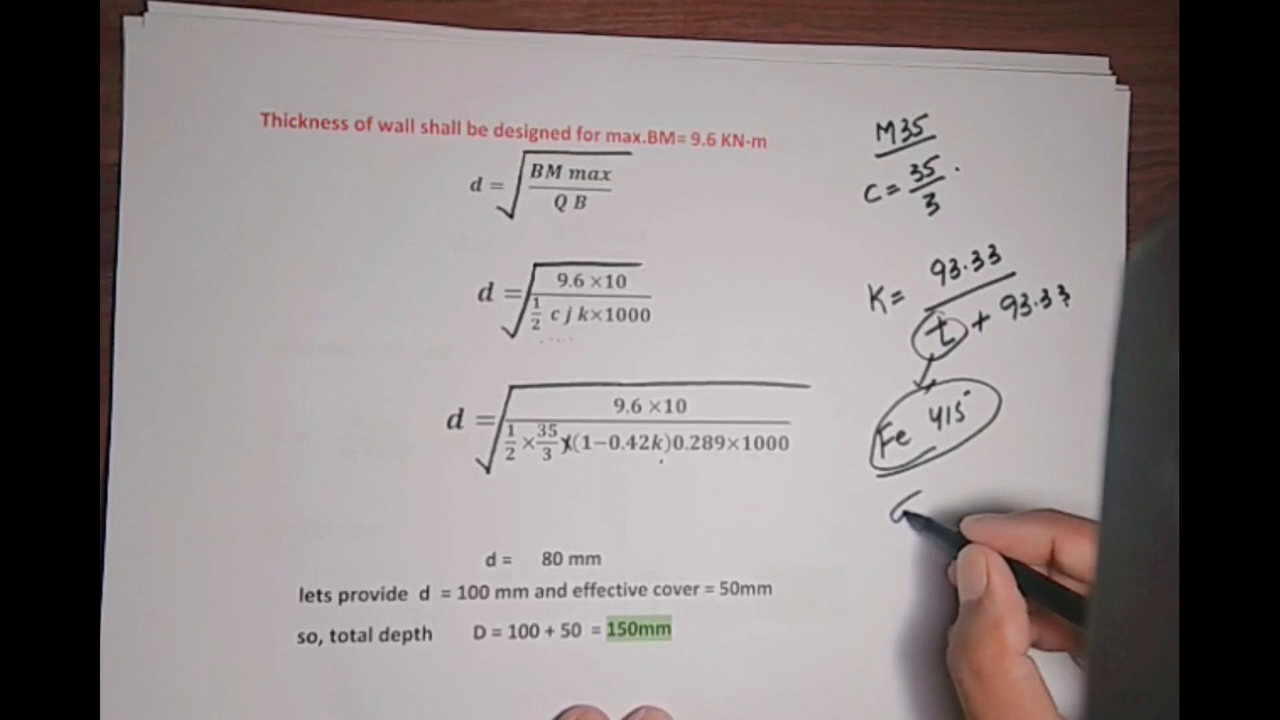 Thickness of wall shall be designed for max.BM= 9.6 KN-m
d = √(BM max / Q B)
d = √(9.6 ×10 / (1/2 c j k×1000))
d = √(9.6 ×10 / (1/2 ×35/3 ×(1−0.42k)0.289×1000))
d = 80 mm
lets provide d = 100 mm and effective cover = 50mm
so, total depth D = 100 + 50 = 150mm
M35
C = 35/3
K = 93.33 / (t + 93.33)
Fe 415